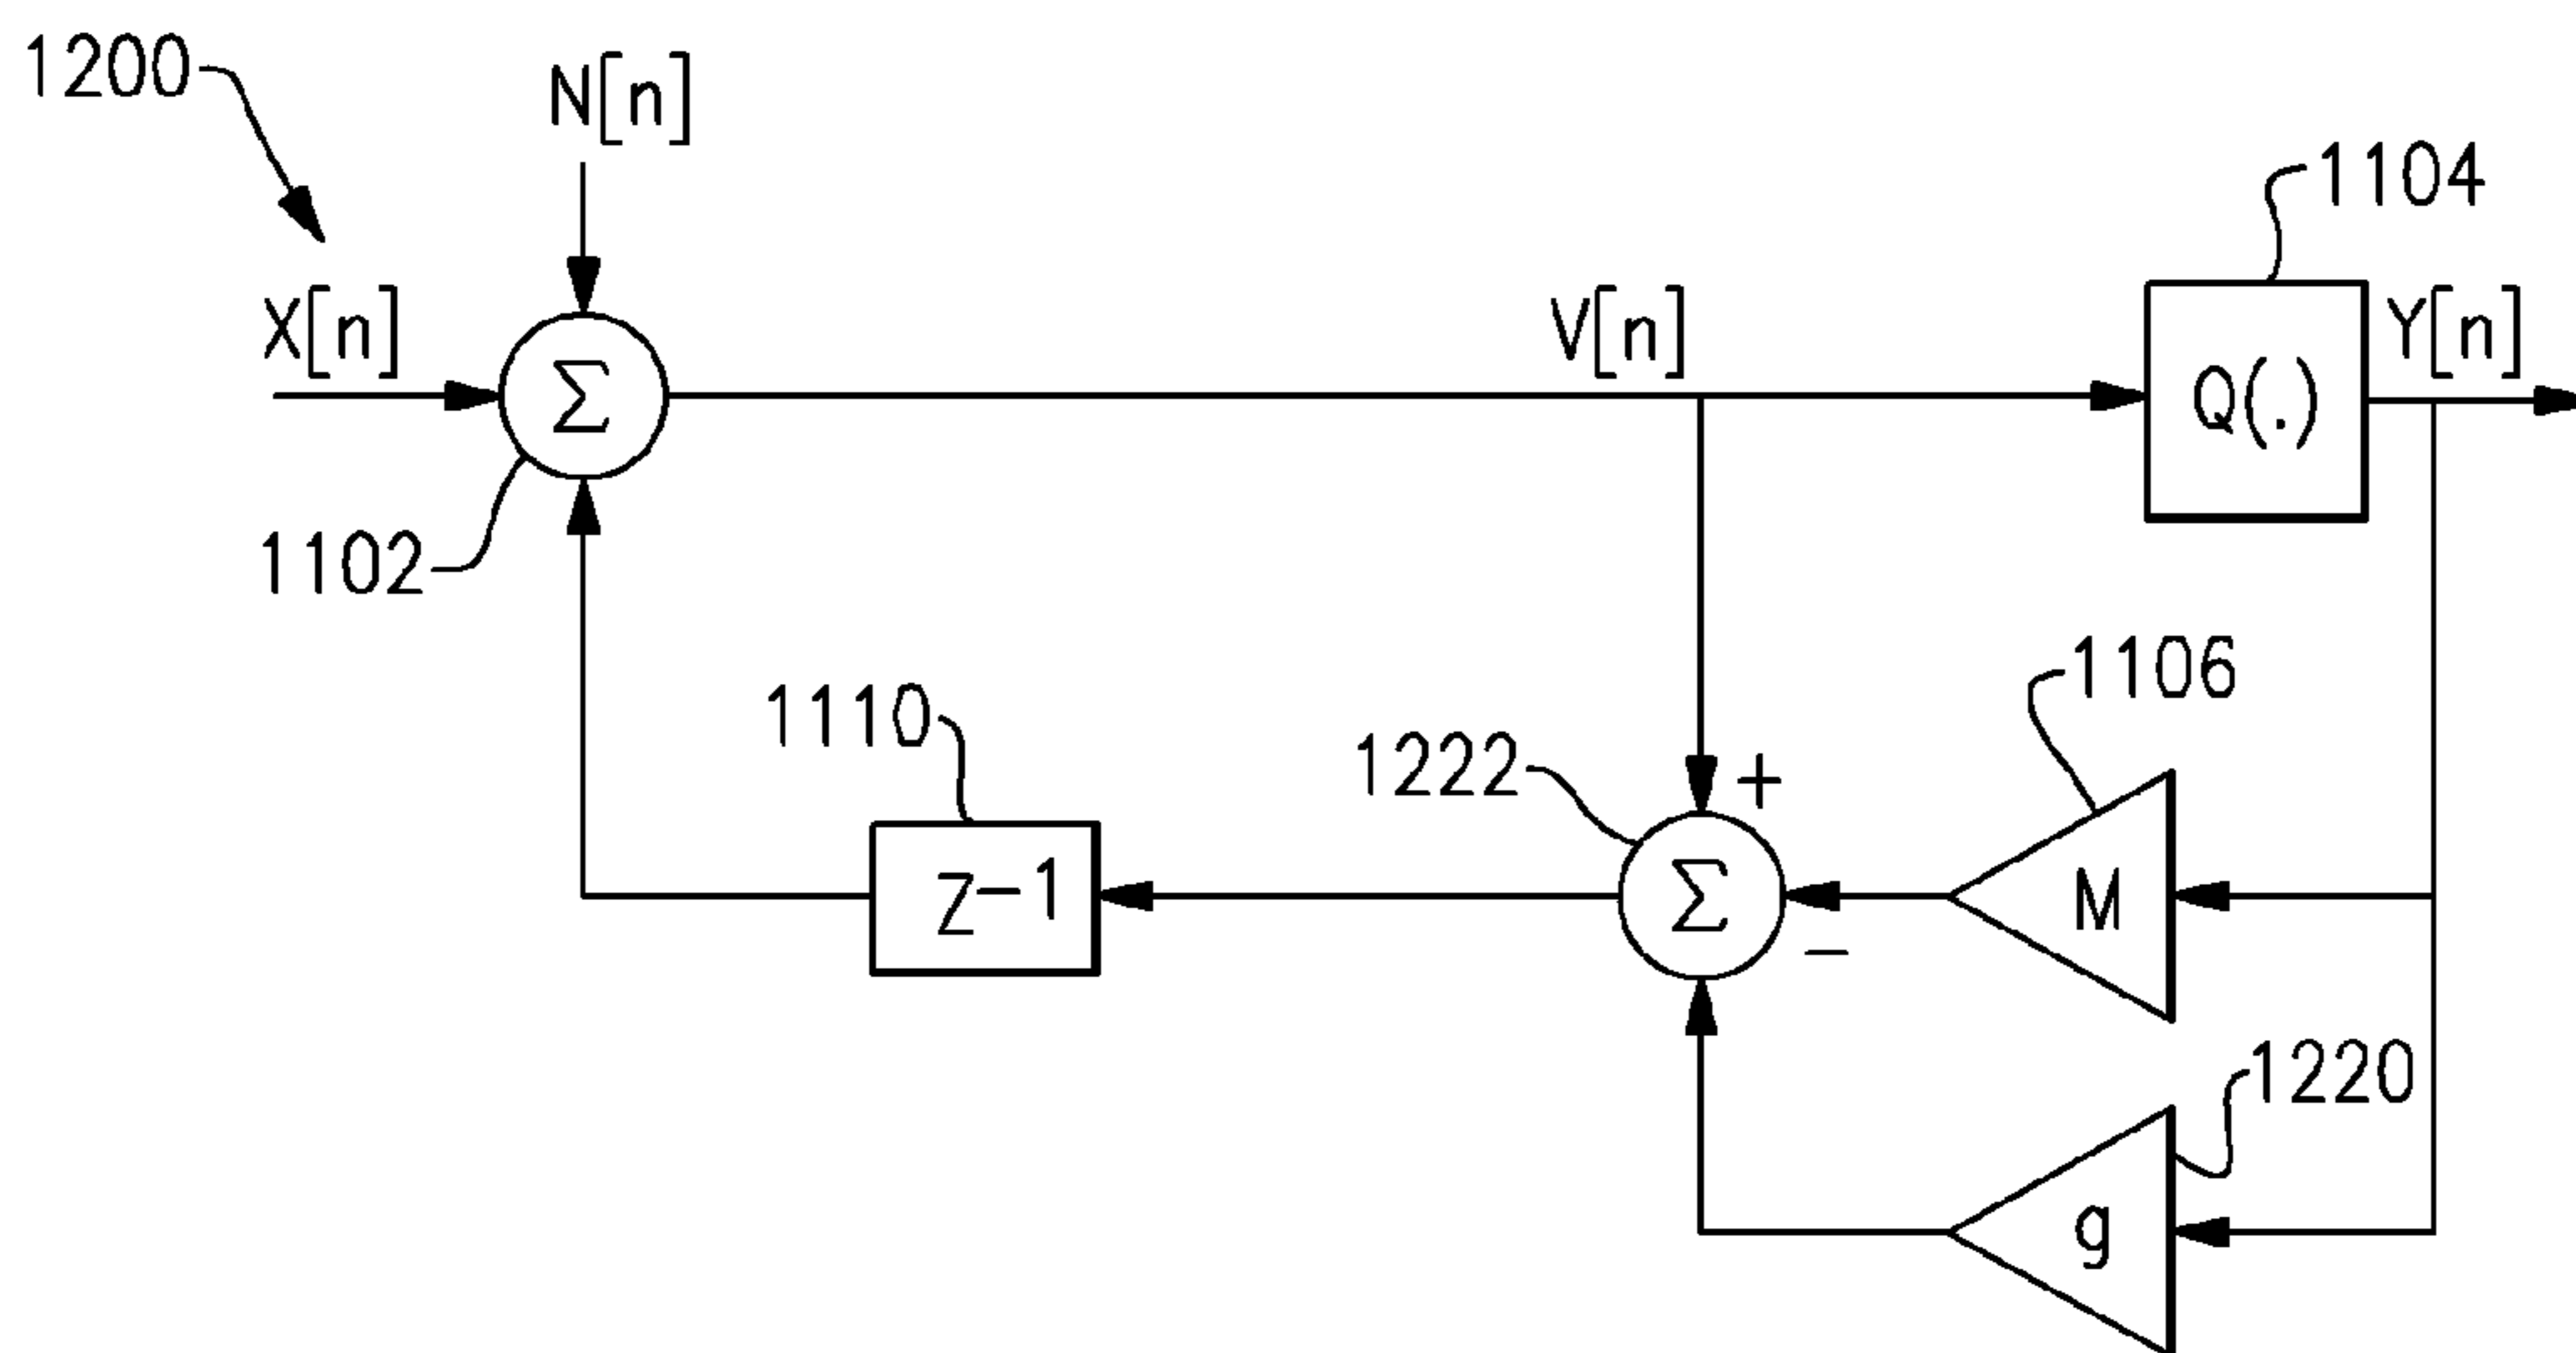 1200
N[n]
1104
X[n]
Σ
V[n]
Q(.)
Y[n]
1102
1106
1110
1222
+
Z-1
Σ
M
−
1220
g